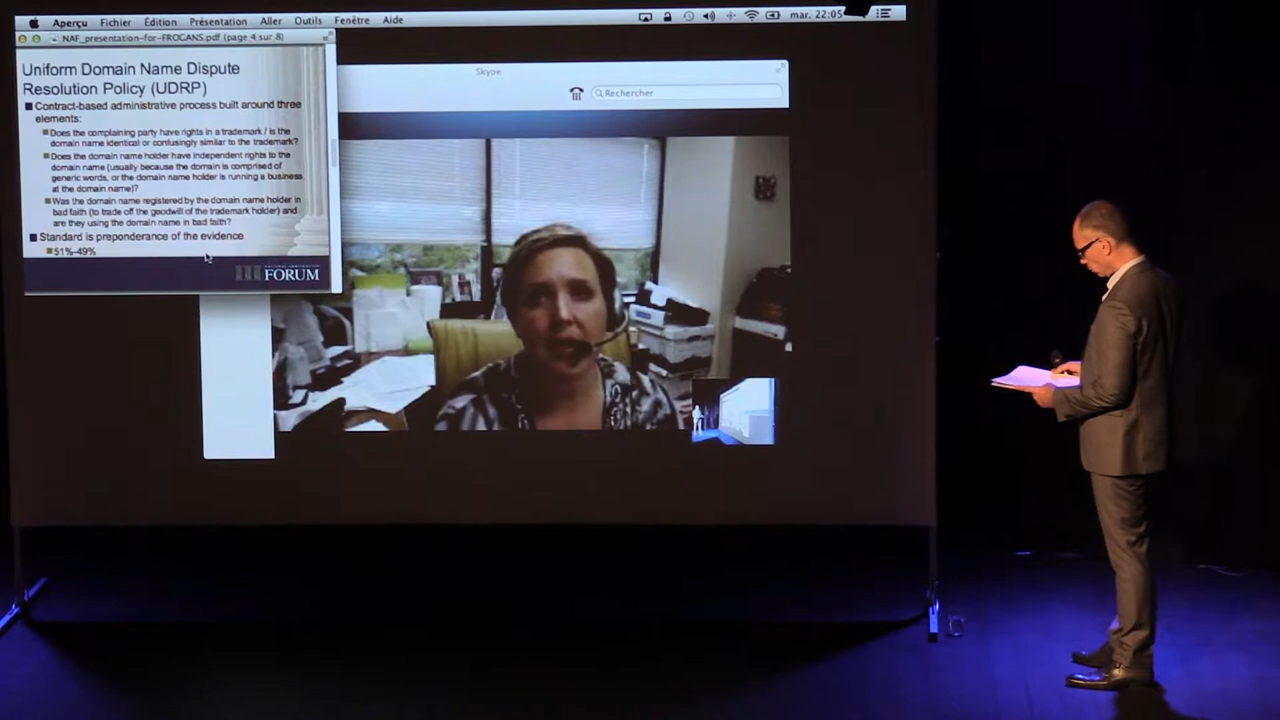 Aperçu Fichier Édition Présentation Aller Outils Fenêtre Aide mar. 22:05
NAF_presentation-for-FROGANS.pdf (page 4 sur 8)
Uniform Domain Name Dispute
Resolution Policy (UDRP)
Contract-based administrative process built around three
elements:
Does the complaining party have rights in a trademark / is the
domain name identical or confusingly similar to the trademark?
Does the domain name holder have independent rights to the
domain name (usually because the domain is comprised of
generic words, or the domain name holder is running a business
at the domain name)?
Was the domain name registered by the domain name holder in
bad faith (to trade off the goodwill of the trademark holder) and
are they using the domain name in bad faith?
Standard is preponderance of the evidence
51%-49%
NATIONAL ARBITRATION
FORUM
Skype
Rechercher